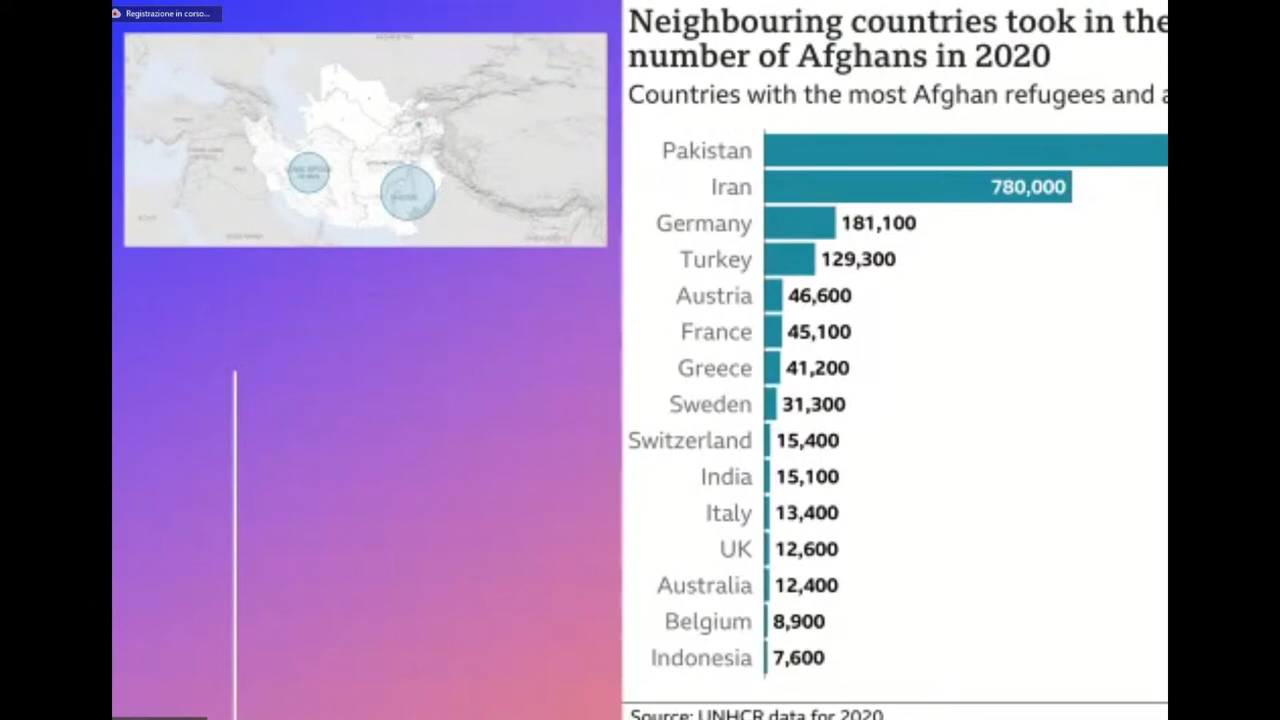 Registrazione in corso...
Neighbouring countries took in the
number of Afghans in 2020
Countries with the most Afghan refugees and a
Pakistan
Iran 780,000
Germany 181,100
Turkey 129,300
Austria 46,600
France 45,100
Greece 41,200
Sweden 31,300
Switzerland 15,400
India 15,100
Italy 13,400
UK 12,600
Australia 12,400
Belgium 8,900
Indonesia 7,600
Source: UNHCR data for 2020